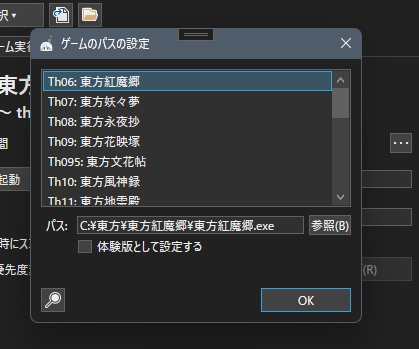 択
ゲームのパスの設定
ーム実行
Th06: 東方紅魔郷
東方
Th07: 東方妖々夢
～ th
Th08: 東方永夜抄
間
Th09: 東方花映塚
...
Th095: 東方文花帖
起動
Th10: 東方風神録
Th11: 東方地霊殿
パス:
C:¥東方¥東方紅魔郷¥東方紅魔郷.exe
参照(B)
時にス
体験版として設定する
優先度
(R)
OK